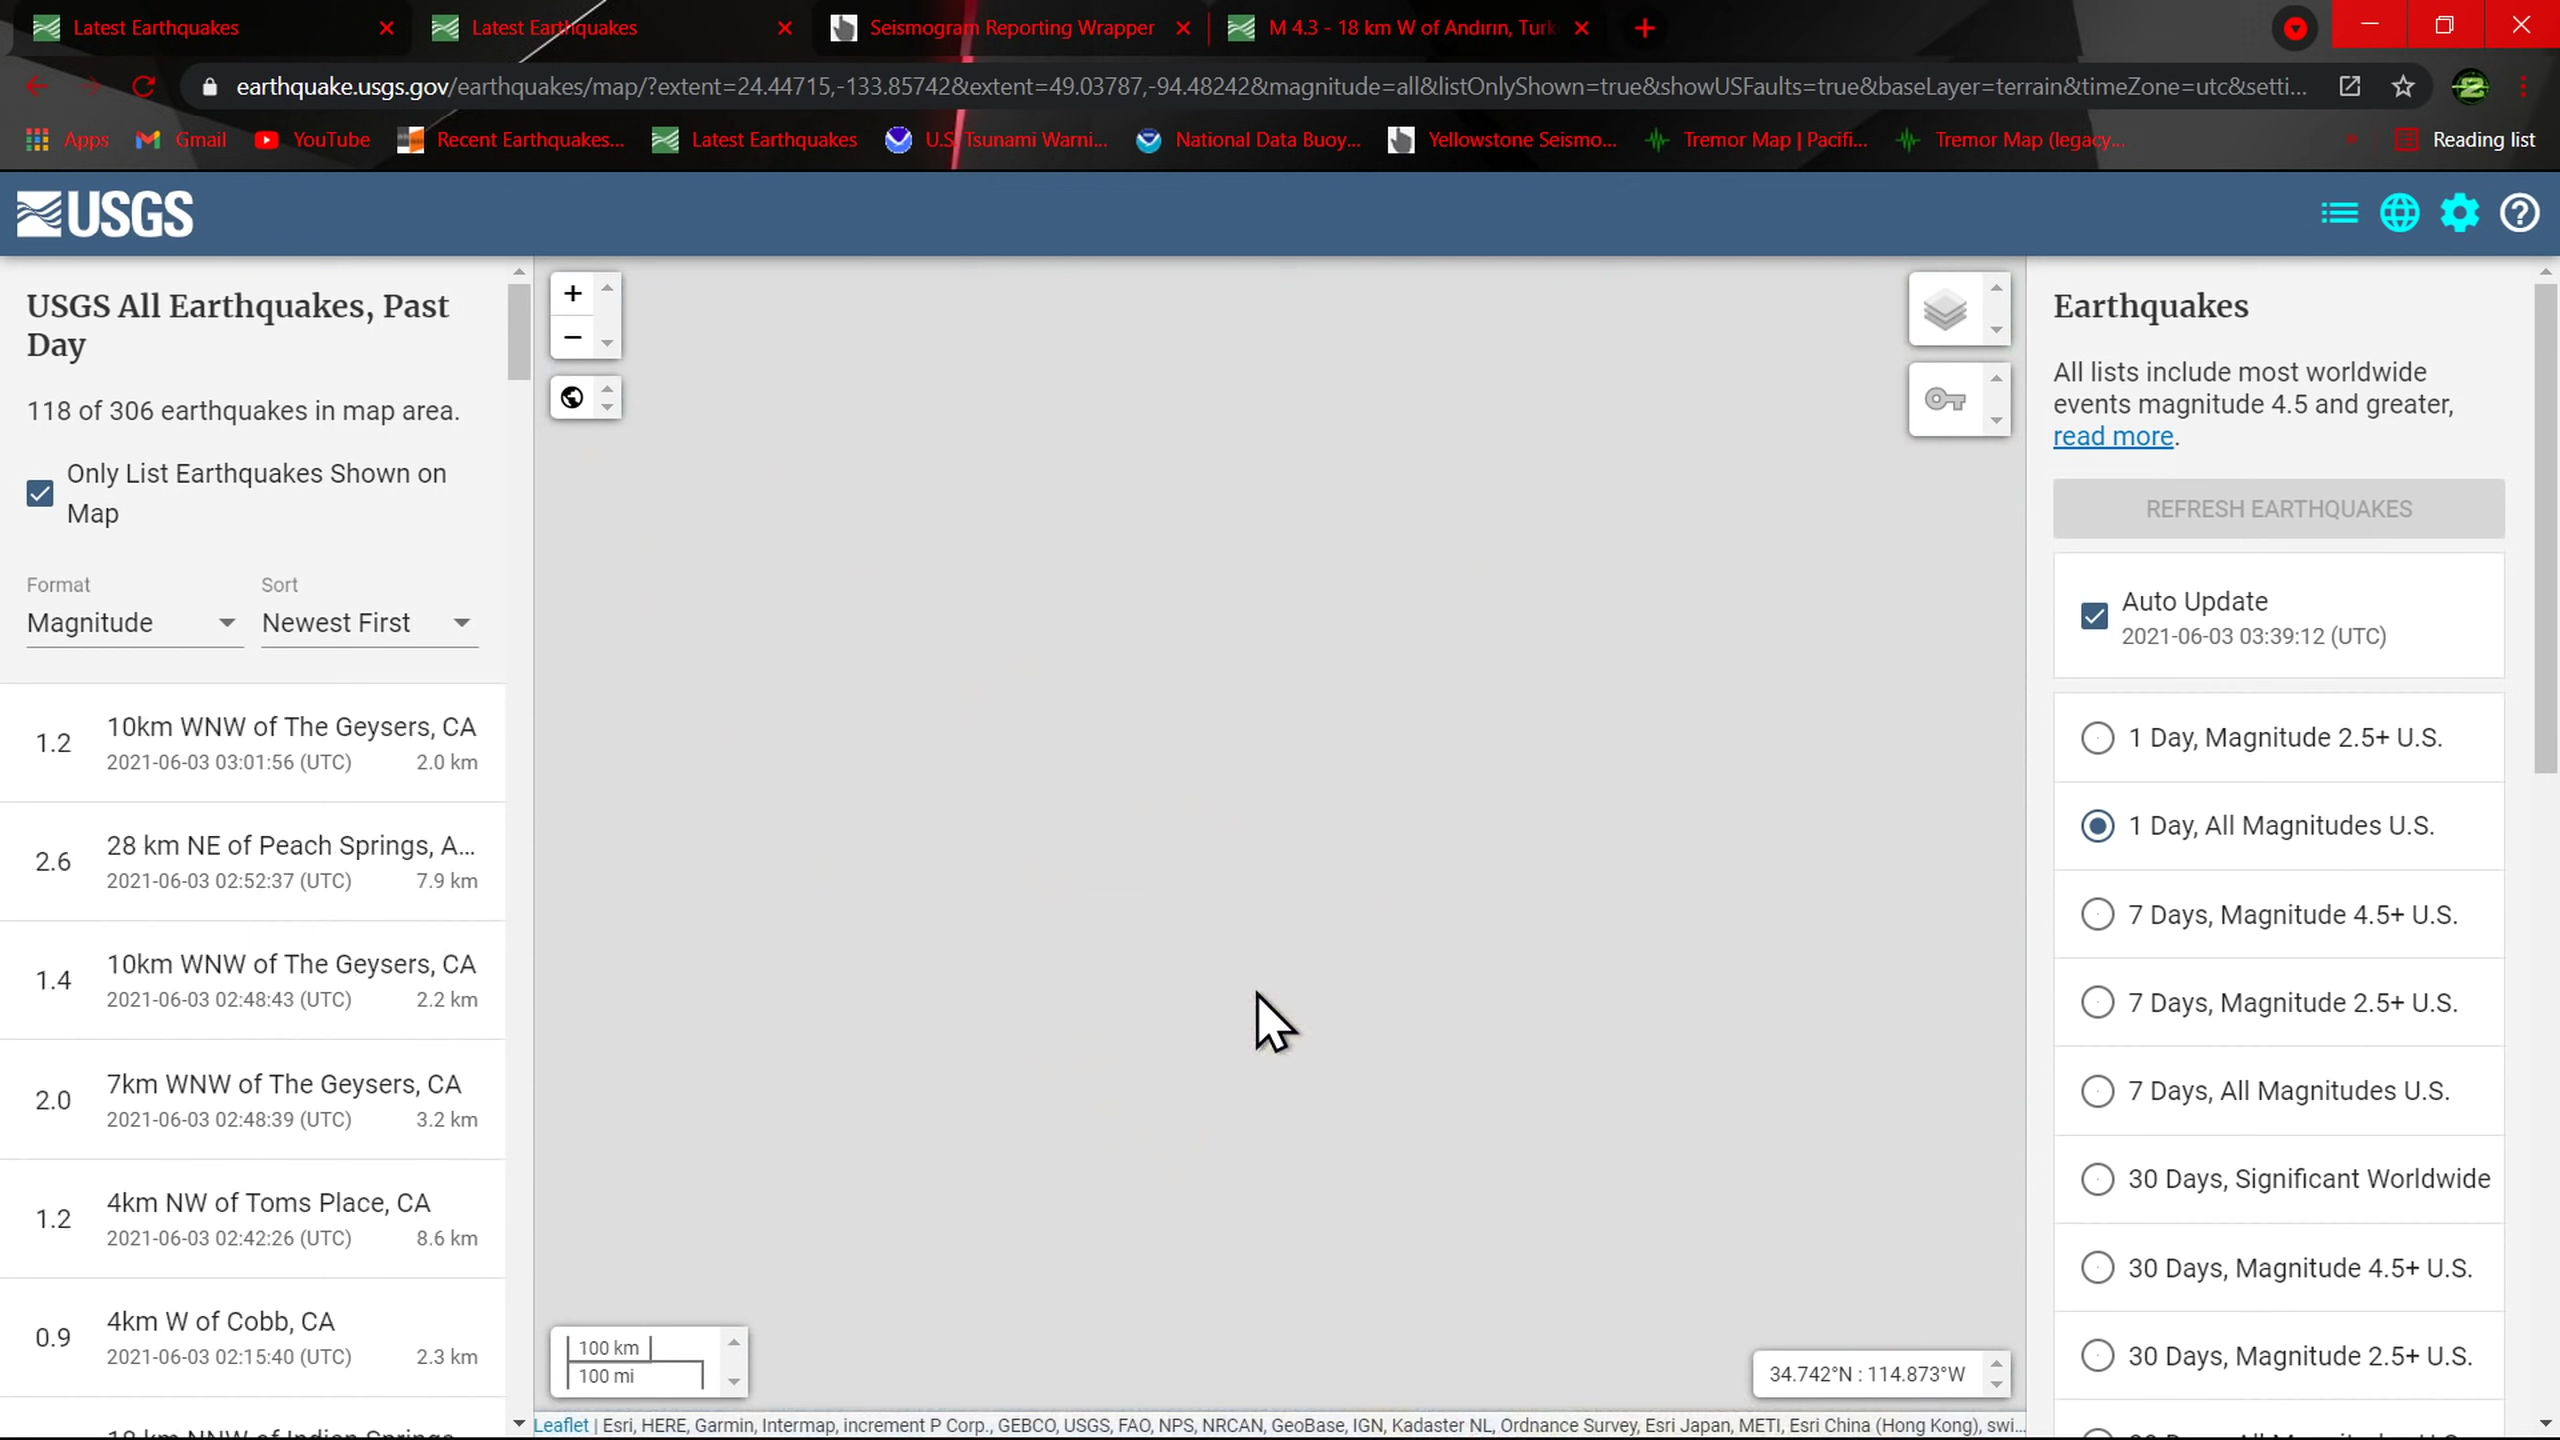 Latest Earthquakes
Latest Earthquakes
Seismogram Reporting Wrapper
M 4.3 - 18 km W of Andırın, Turk
earthquake.usgs.gov/earthquakes/map/?extent=24.44715,-133.85742&extent=49.03787,-94.48242&magnitude=all&listOnlyShown=true&showUSFaults=true&baseLayer=terrain&timeZone=utc&setti...
Apps
Gmail
YouTube
Recent Earthquakes...
Latest Earthquakes
U.S. Tsunami Warni...
National Data Buoy...
Yellowstone Seismo...
Tremor Map | Pacifi...
Tremor Map (legacy...
Reading list
USGS
USGS All Earthquakes, Past
Day
118 of 306 earthquakes in map area.
Only List Earthquakes Shown on
Map
Format
Sort
Magnitude
Newest First
1.2
10km WNW of The Geysers, CA
2021-06-03 03:01:56 (UTC)
2.0 km
2.6
28 km NE of Peach Springs, A...
2021-06-03 02:52:37 (UTC)
7.9 km
1.4
10km WNW of The Geysers, CA
2021-06-03 02:48:43 (UTC)
2.2 km
2.0
7km WNW of The Geysers, CA
2021-06-03 02:48:39 (UTC)
3.2 km
1.2
4km NW of Toms Place, CA
2021-06-03 02:42:26 (UTC)
8.6 km
0.9
4km W of Cobb, CA
2021-06-03 02:15:40 (UTC)
2.3 km
18 km NNW of Indian Springs
100 km
100 mi
34.742°N : 114.873°W
Leaflet | Esri, HERE, Garmin, Intermap, increment P Corp., GEBCO, USGS, FAO, NPS, NRCAN, GeoBase, IGN, Kadaster NL, Ordnance Survey, Esri Japan, METI, Esri China (Hong Kong), swi...
Earthquakes
All lists include most worldwide
events magnitude 4.5 and greater,
read more.
REFRESH EARTHQUAKES
Auto Update
2021-06-03 03:39:12 (UTC)
1 Day, Magnitude 2.5+ U.S.
1 Day, All Magnitudes U.S.
7 Days, Magnitude 4.5+ U.S.
7 Days, Magnitude 2.5+ U.S.
7 Days, All Magnitudes U.S.
30 Days, Significant Worldwide
30 Days, Magnitude 4.5+ U.S.
30 Days, Magnitude 2.5+ U.S.